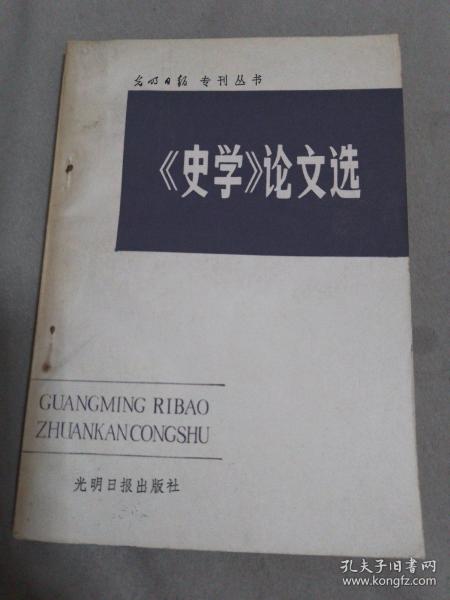 光明日报 专刊丛书
《史学》论文选
GUANGMING RIBAO
ZHUANKANCONGSHU
光明日报出版社
孔夫子旧书网
www.kongfz.com